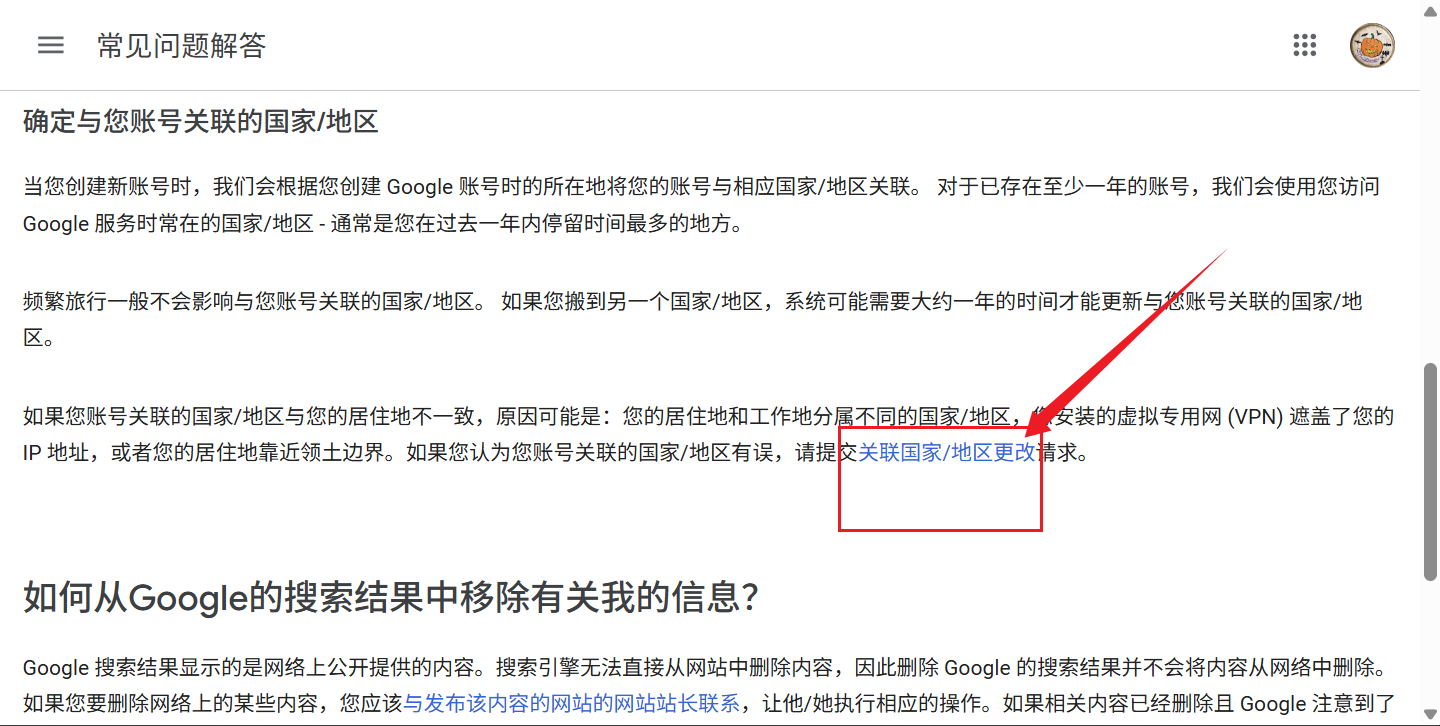 常见问题解答
确定与您账号关联的国家/地区
当您创建新账号时，我们会根据您创建 Google 账号时的所在地将您的账号与相应国家/地区关联。 对于已存在至少一年的账号，我们会使用您访问
Google 服务时常在的国家/地区 - 通常是您在过去一年内停留时间最多的地方。
频繁旅行一般不会影响与您账号关联的国家/地区。 如果您搬到另一个国家/地区，系统可能需要大约一年的时间才能更新与您账号关联的国家/地
区。
如果您账号关联的国家/地区与您的居住地不一致，原因可能是：您的居住地和工作地分属不同的国家/地区，您安装的虚拟专用网 (VPN) 遮盖了您的
IP 地址，或者您的居住地靠近领土边界。如果您认为您账号关联的国家/地区有误，请提交关联国家/地区更改请求。
如何从Google的搜索结果中移除有关我的信息？
Google 搜索结果显示的是网络上公开提供的内容。搜索引擎无法直接从网站中删除内容，因此删除 Google 的搜索结果并不会将内容从网络中删除。
如果您要删除网络上的某些内容，您应该与发布该内容的网站的网站站长联系，让他/她执行相应的操作。如果相关内容已经删除且 Google 注意到了